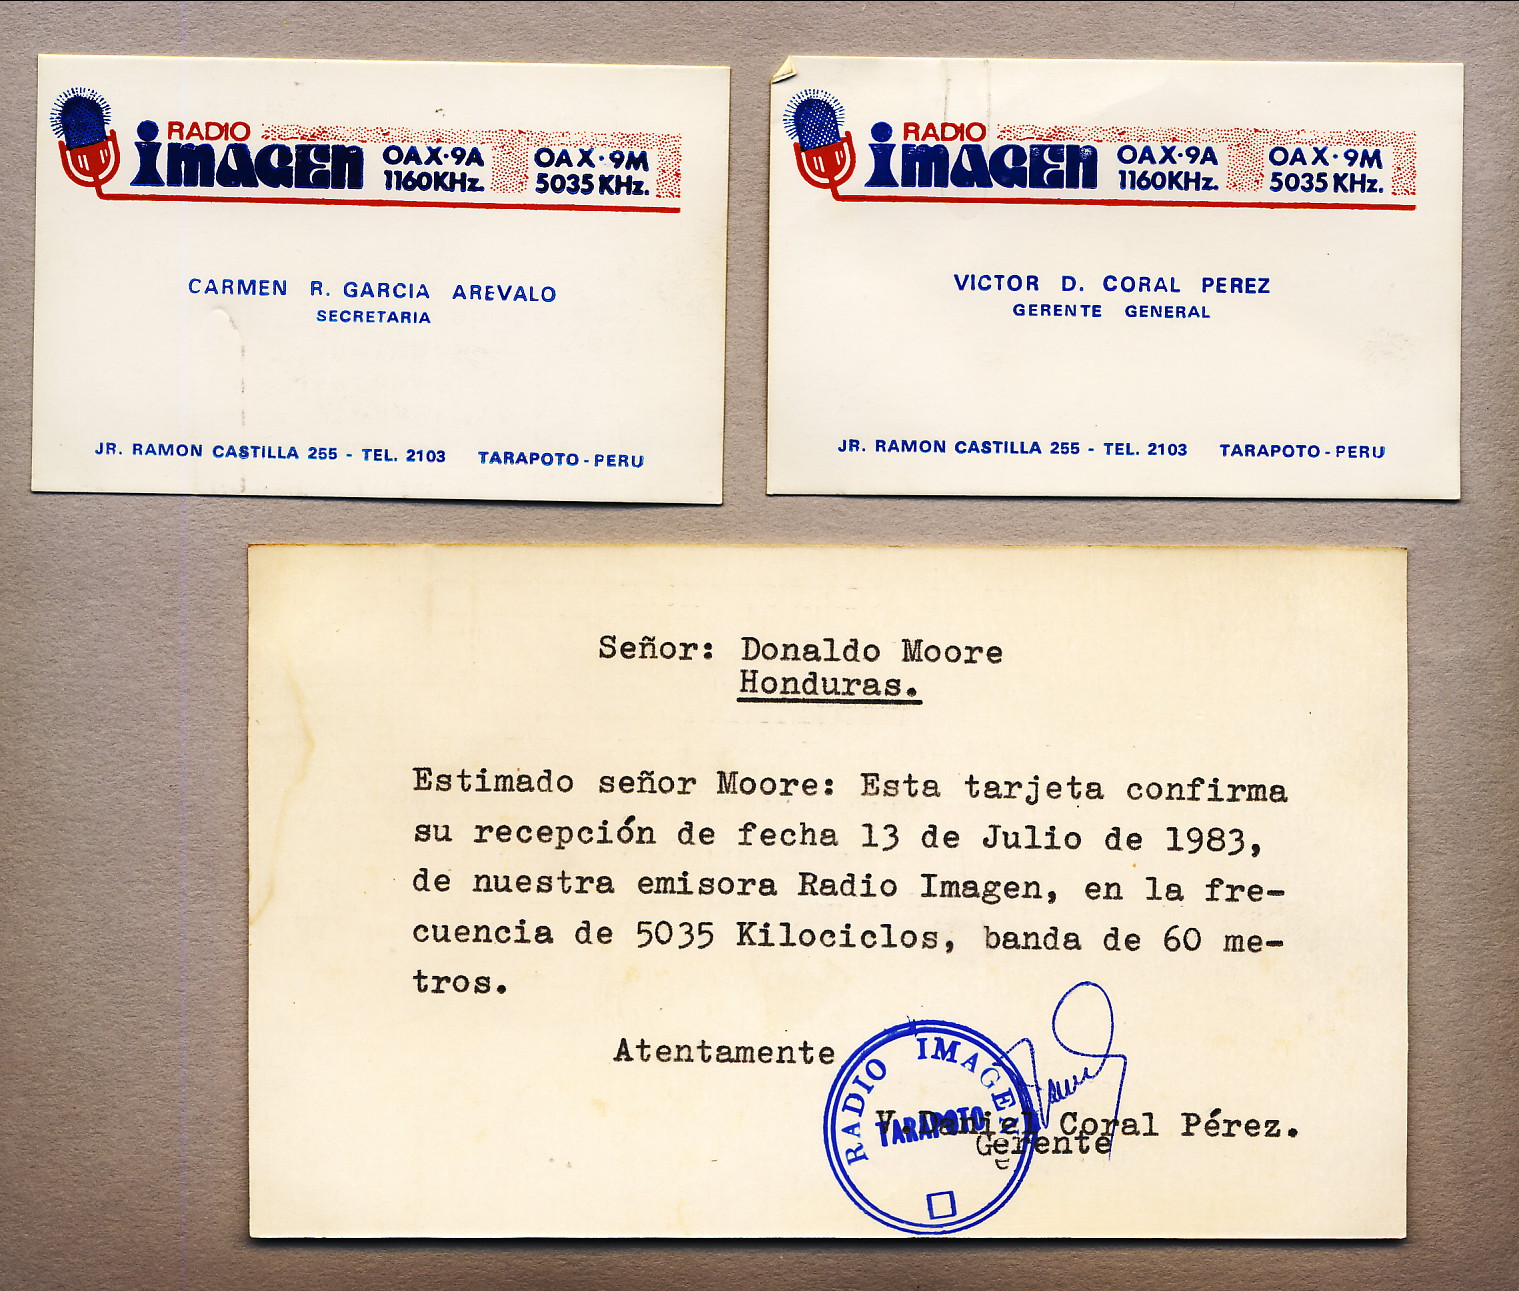 RADIO
imagen
OAX·9A
1160KHz.
OAX·9M
5035 KHz.
CARMEN R. GARCIA AREVALO
SECRETARIA
JR. RAMON CASTILLA 255 - TEL. 2103 TARAPOTO - PERU
RADIO
imagen
OAX·9A
1160KHz.
OAX·9M
5035 KHz.
VICTOR D. CORAL PEREZ
GERENTE GENERAL
JR. RAMON CASTILLA 255 - TEL. 2103 TARAPOTO - PERU
Señor: Donaldo Moore
Honduras.
Estimado señor Moore: Esta tarjeta confirma
su recepción de fecha 13 de Julio de 1983,
de nuestra emisora Radio Imagen, en la fre-
cuencia de 5035 Kilociclos, banda de 60 me-
tros.
Atentamente
RADIO IMAGEN
TARAPOTO
V.Daniel Coral Pérez.
Gerente